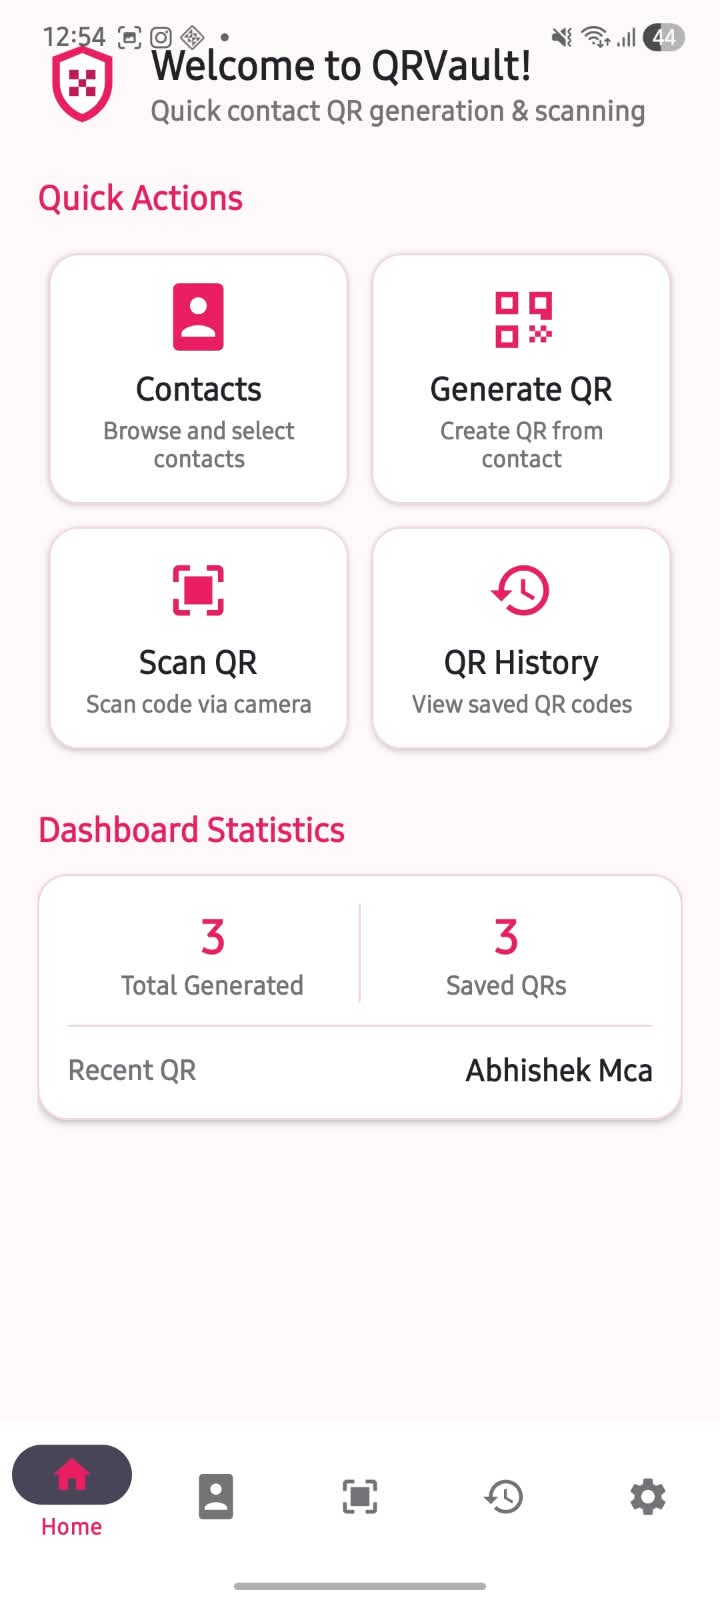 12:54
44
Welcome to QRVault!
Quick contact QR generation & scanning
Quick Actions
Contacts
Browse and select
contacts
Generate QR
Create QR from
contact
Scan QR
Scan code via camera
QR History
View saved QR codes
Dashboard Statistics
3
Total Generated
3
Saved QRs
Recent QR
Abhishek Mca
Home